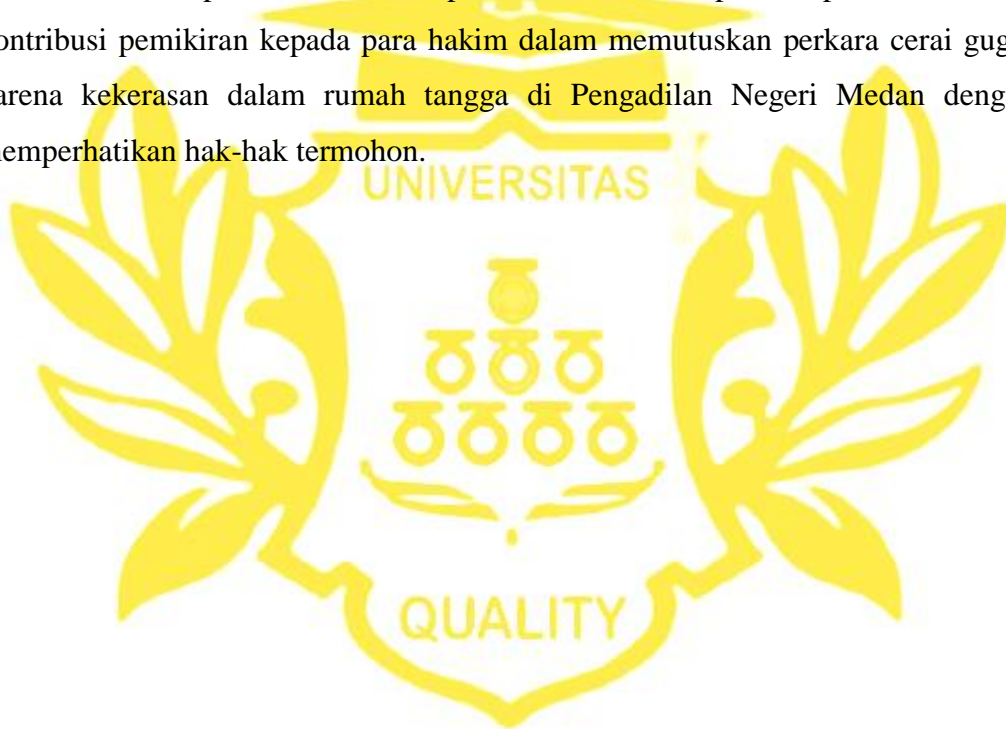 ontribusi pemikiran kepada para hakim dalam memutuskan perkara cerai gug
arena kekerasan dalam rumah tangga di Pengadilan Negeri Medan deng
emperhatikan hak-hak termohon.
UNIVERSITAS
QUALITY